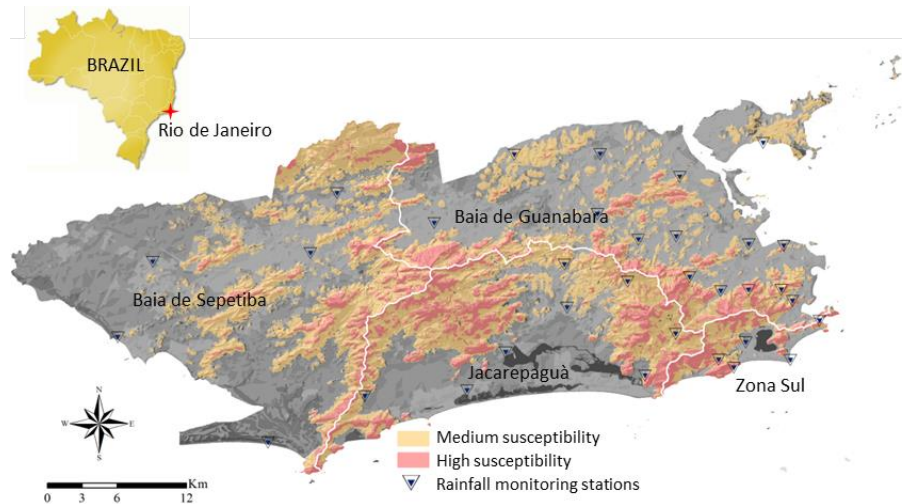 BRAZIL
Rio de Janeiro
Baia de Guanabara
Baia de Sepetiba
Jacarepaguà
Zona Sul
N
W
E
S
Medium susceptibility
High susceptibility
Rainfall monitoring stations
Km
0 3 6 12